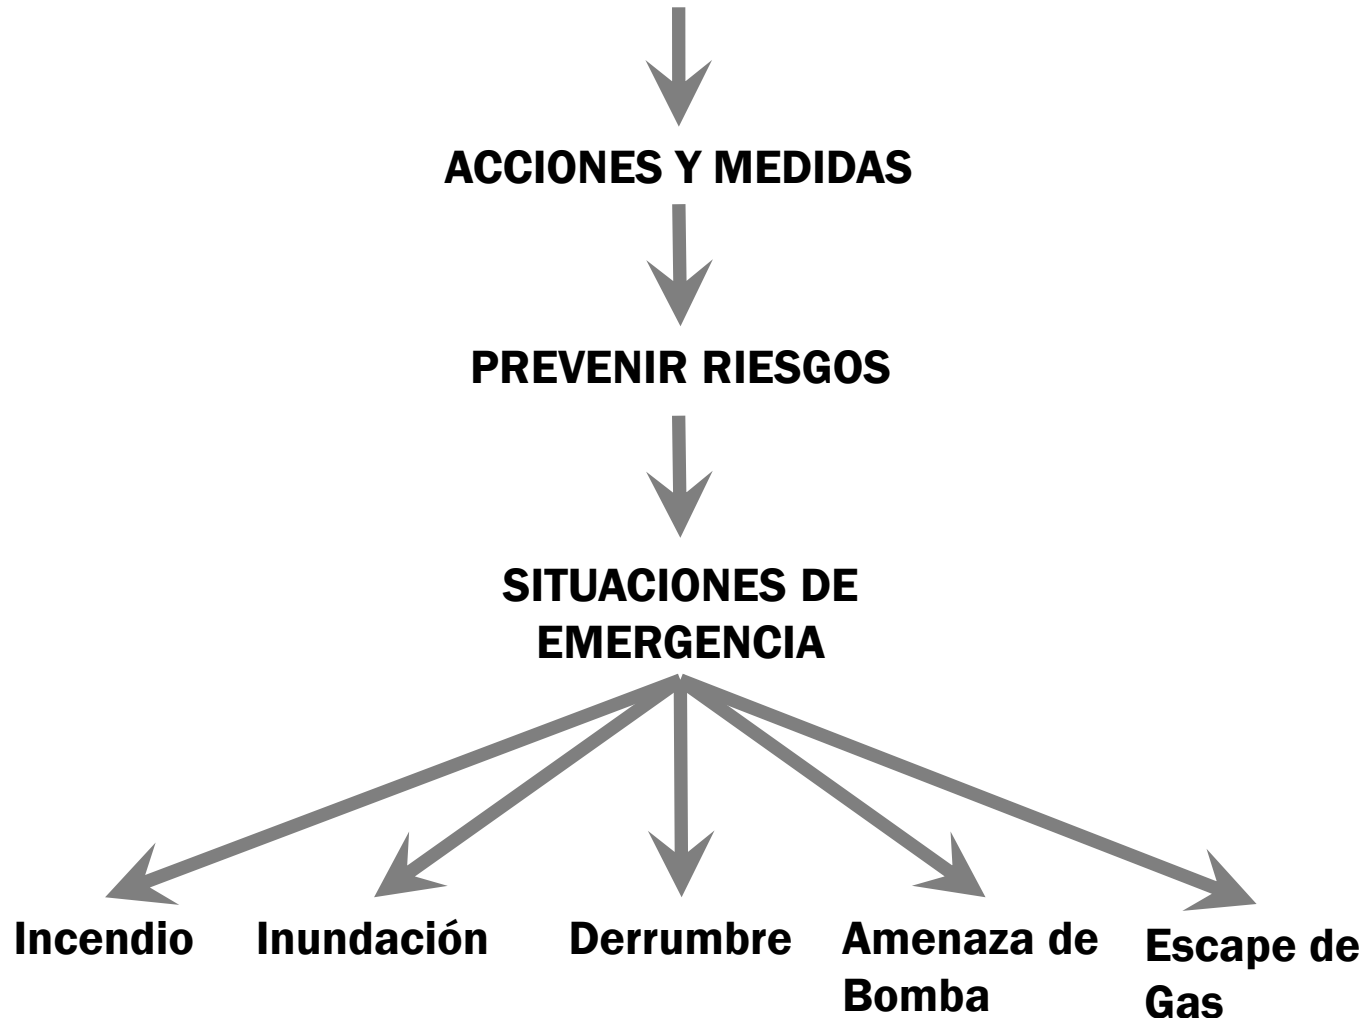 ACCIONES Y MEDIDAS
PREVENIR RIESGOS
SITUACIONES DE
EMERGENCIA
Incendio
Inundación
Derrumbre
Amenaza de
Bomba
Escape de
Gas